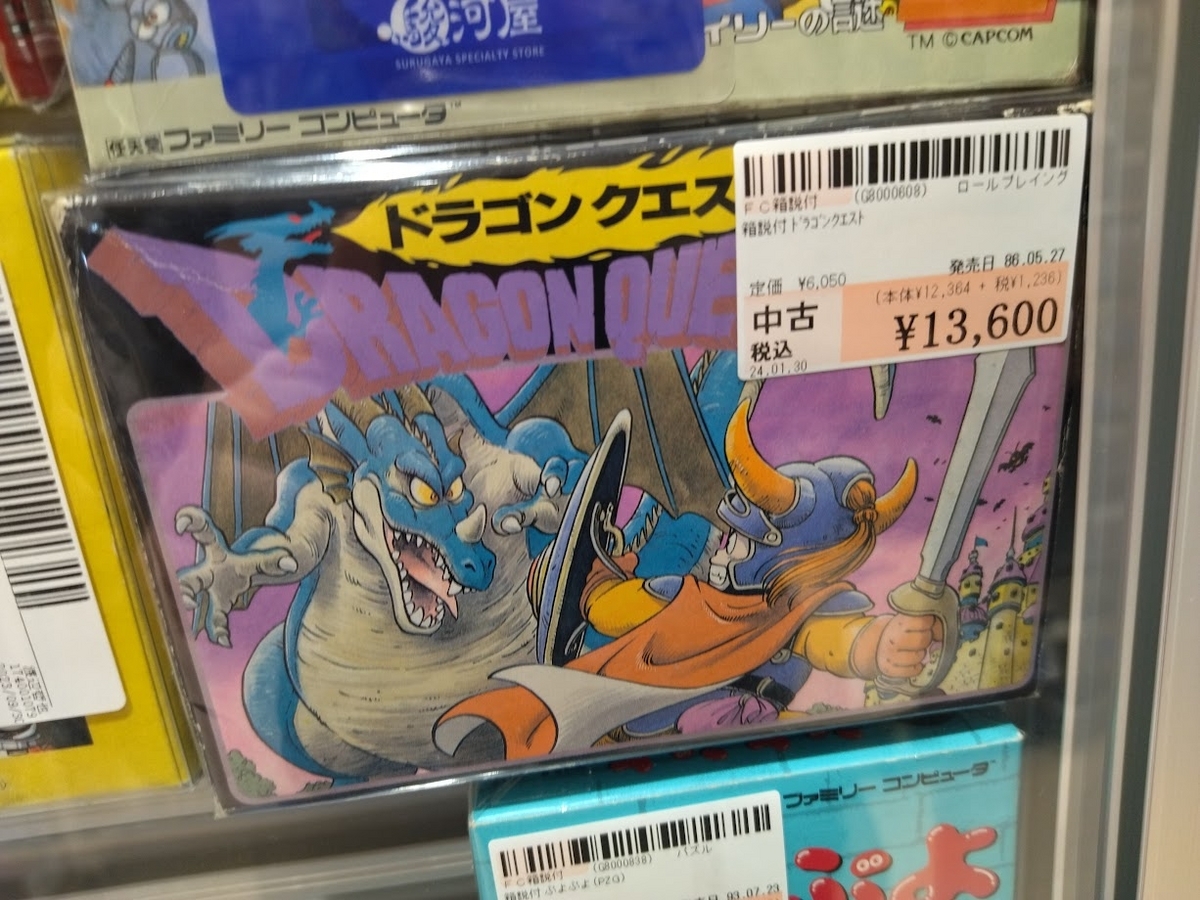 駿河屋
SURUGAYA SPECIALTY STORE
イリーの謎
TM © CAPCOM
任天堂 ファミリー コンピュータ™
ドラゴン クエス
DRAGON QUE
FC箱説付 (G8000608) ロールプレイング
箱説付 ドラゴンクエスト
発売日 86.05.27
定価 ¥6,050
(本体¥12,364 + 税¥1,236)
中古
¥13,600
税込
24.01.30
ファミリー コンピュータ™
FC箱説付 (G8000838) パズル
箱説付 ぷよぷよ(PZG)
93.07.23